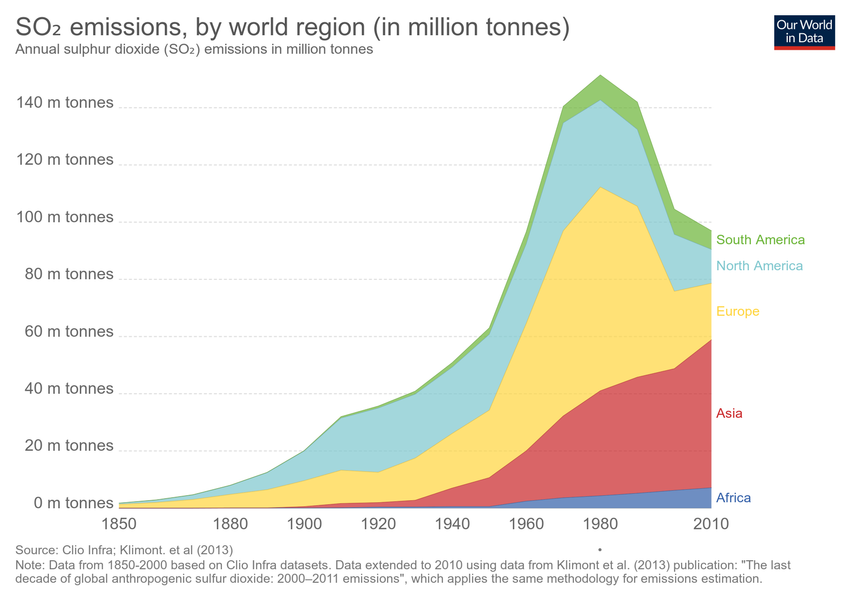 SO₂ emissions, by world region (in million tonnes)
Annual sulphur dioxide (SO₂) emissions in million tonnes
Our World
in Data
140 m tonnes
120 m tonnes
100 m tonnes
80 m tonnes
60 m tonnes
40 m tonnes
20 m tonnes
0 m tonnes
South America
North America
Europe
Asia
Africa
1850
1880
1900
1920
1940
1960
1980
2010
Source: Clio Infra; Klimont. et al (2013)
Note: Data from 1850-2000 based on Clio Infra datasets. Data extended to 2010 using data from Klimont et al. (2013) publication: "The last
decade of global anthropogenic sulfur dioxide: 2000–2011 emissions", which applies the same methodology for emissions estimation.